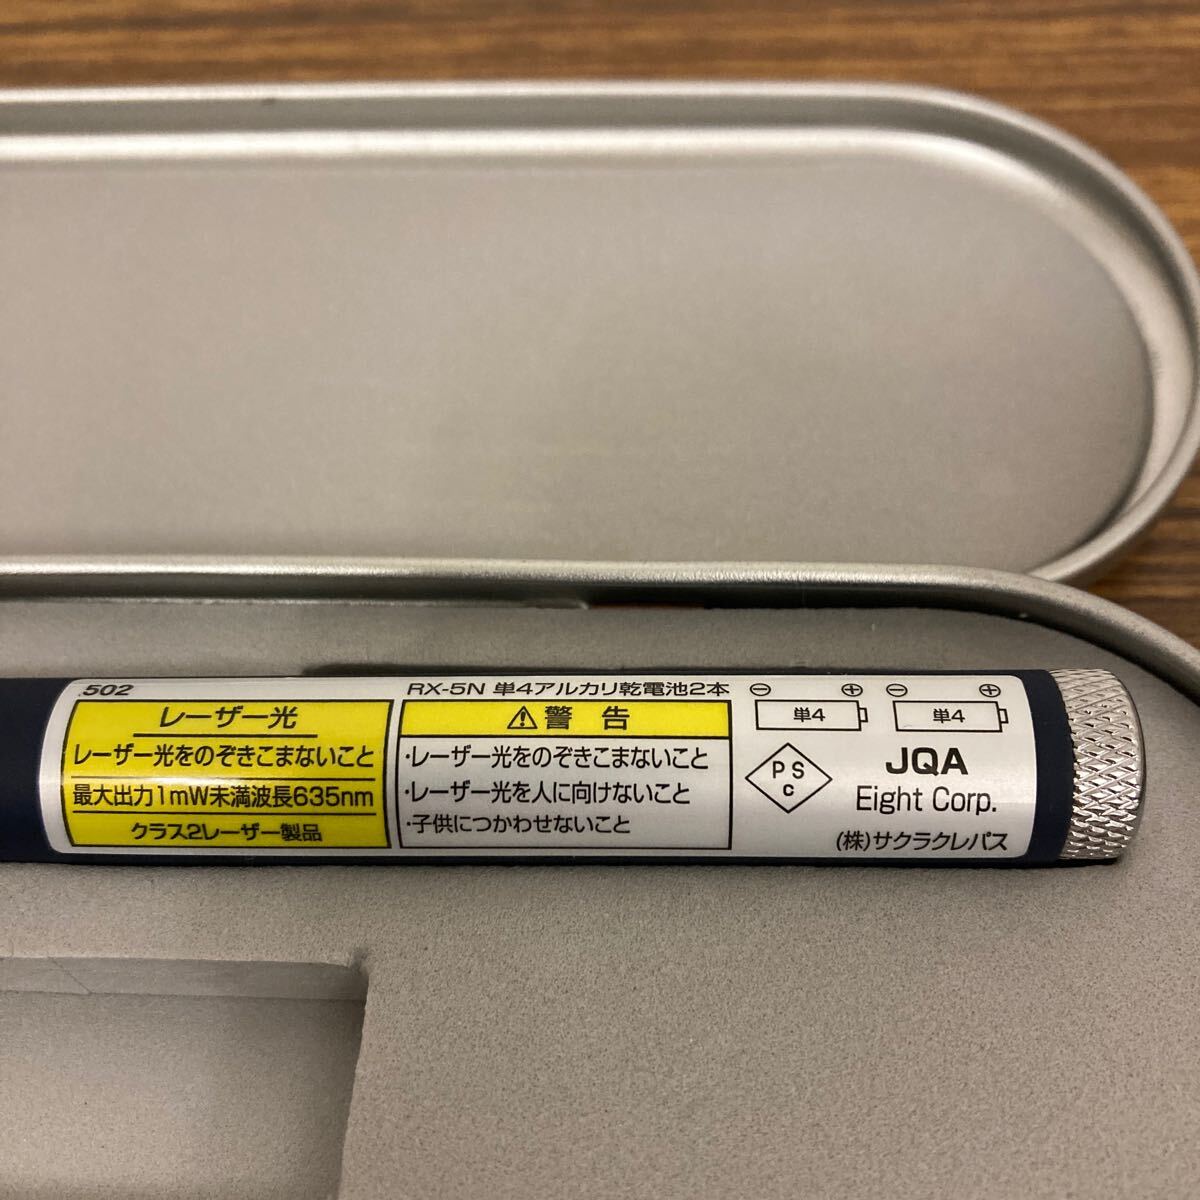 502
レーザー光
レーザー光をのぞきこまないこと
最大出力1mW未満波長635nm
クラス2レーザー製品
RX-5N 単4アルカリ乾電池2本
⚠警 告
・レーザー光をのぞきこまないこと
・レーザー光を人に向けないこと
・子供につかわせないこと
⊖ ⊕ ⊖ ⊕
単4 単4
PS
C
JQA
Eight Corp.
(株)サクラクレパス